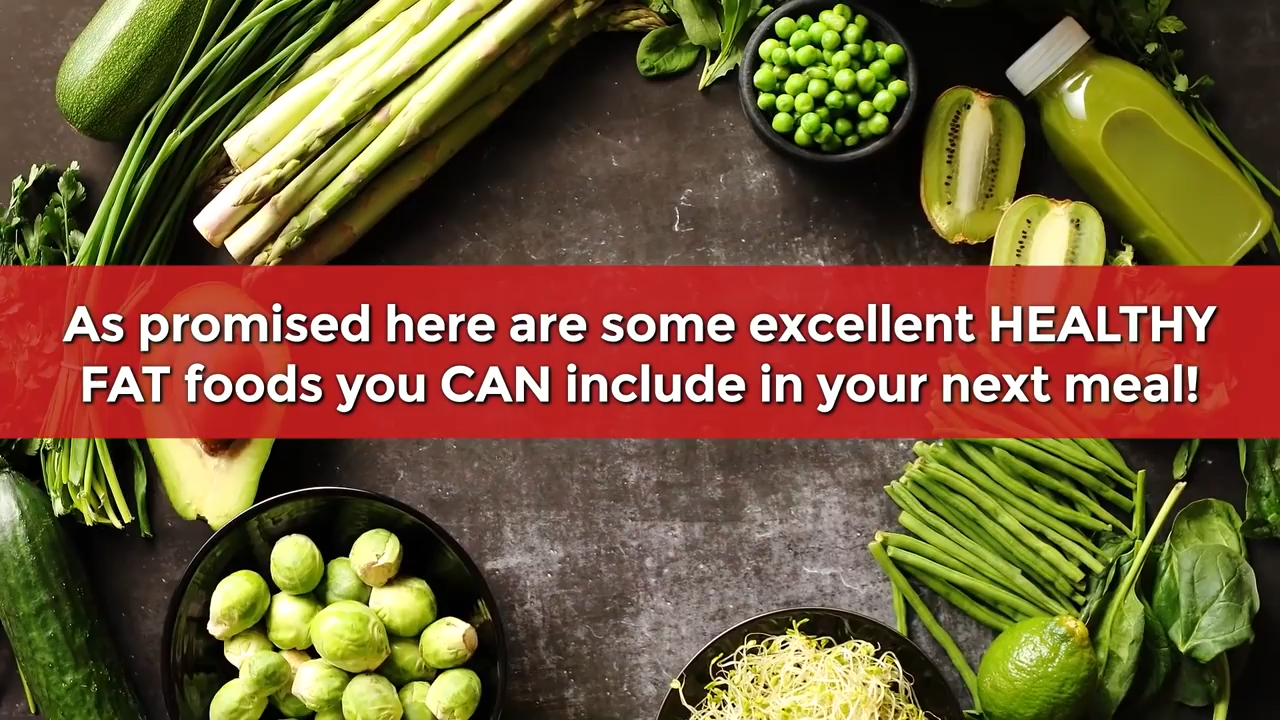 As promised here are some excellent HEALTHY
FAT foods you CAN include in your next meal!